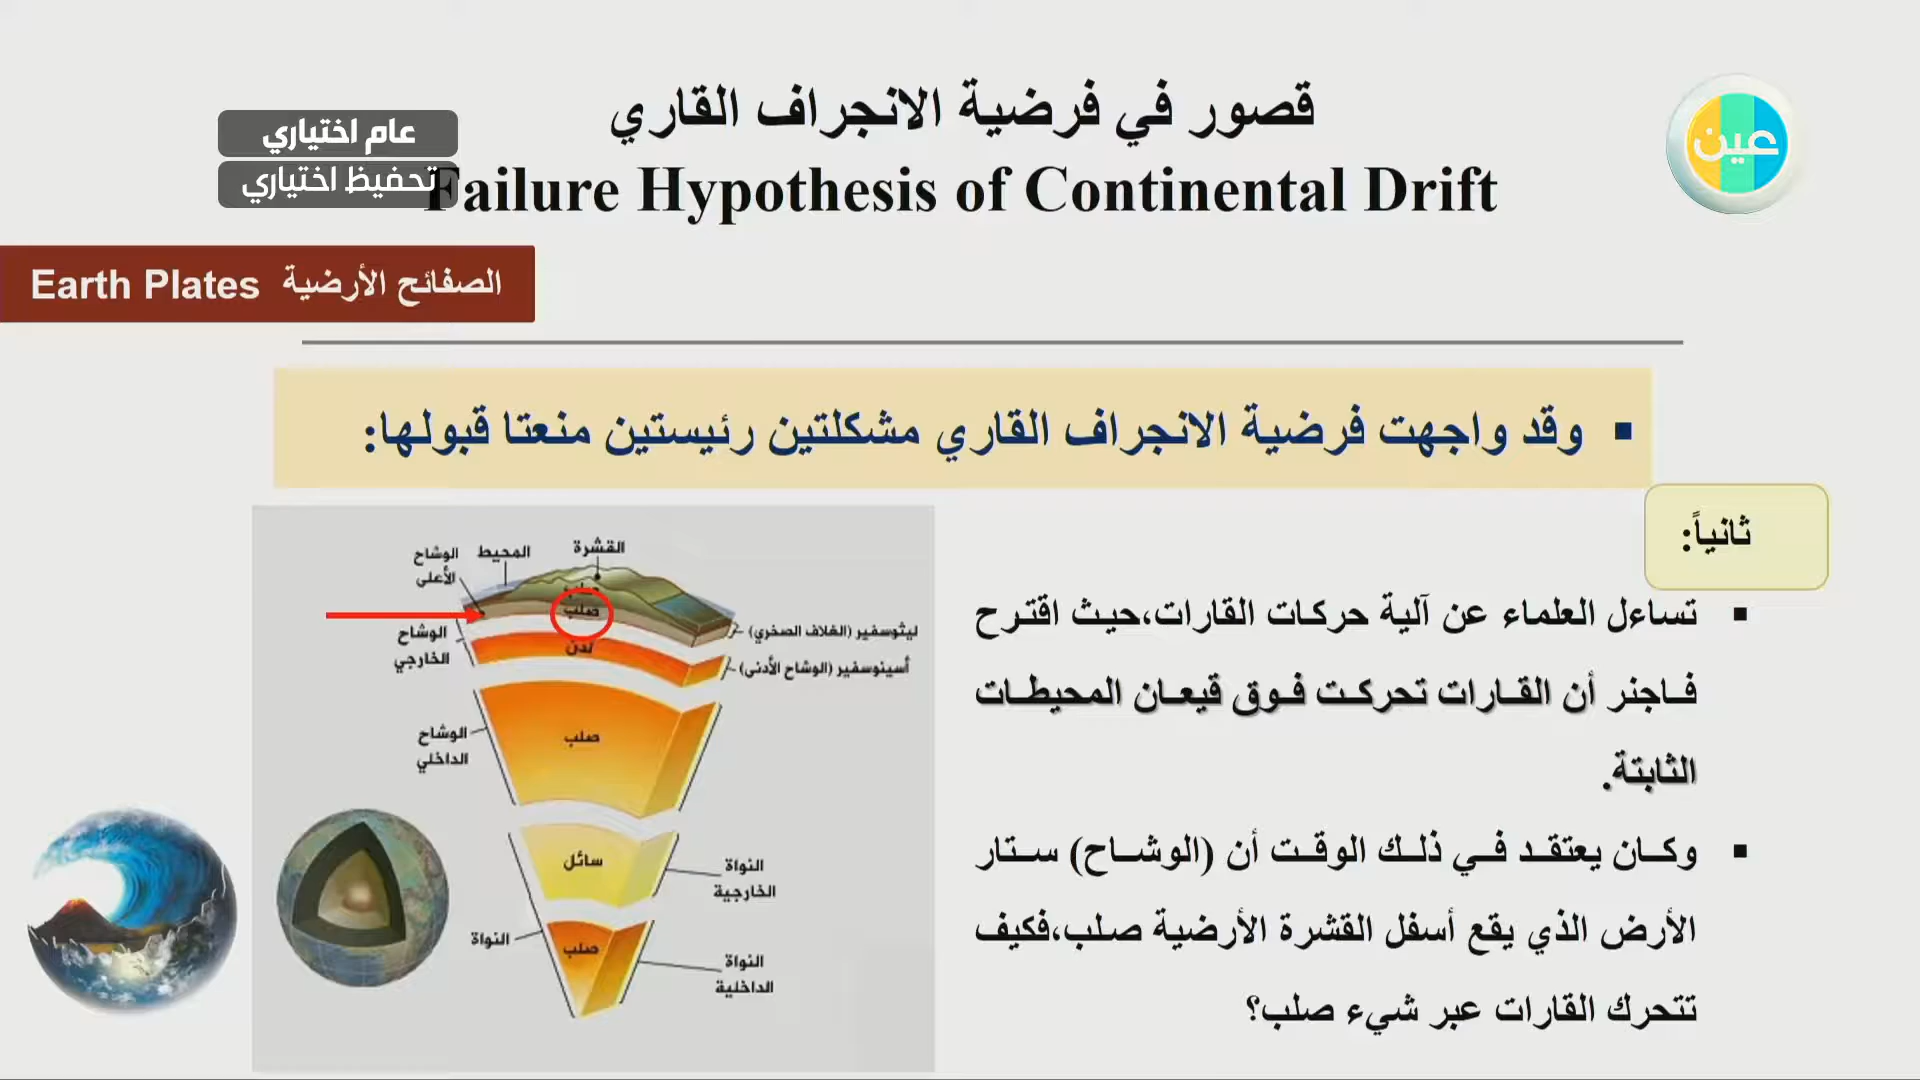 قصور في فرضية الانجراف القاري
Failure Hypothesis of Continental Drift
عام اختياري
تحفيظ اختياري
عين
الصفائح الأرضية Earth Plates
▪ وقد واجهت فرضية الانجراف القاري مشكلتين رئيستين منعتا قبولها:
ثانياً:
▪ تساءل العلماء عن آلية حركات القارات،حيث اقترح
فاجنر أن القارات تحركت فوق قيعان المحيطات
الثابتة.
▪ وكان يعتقد في ذلك الوقت أن (الوشاح) ستار
الأرض الذي يقع أسفل القشرة الأرضية صلب،فكيف
تتحرك القارات عبر شيء صلب؟
القشرة
المحيط
الوشاح
الأعلى
صلب
صلب
ليثوسفير (الغلاف الصخري)
الوشاح
الخارجي
لدن
أسينوسفير (الوشاح الأدنى)
الوشاح
الداخلي
صلب
سائل
النواة
الخارجية
النواة
صلب
النواة
الداخلية